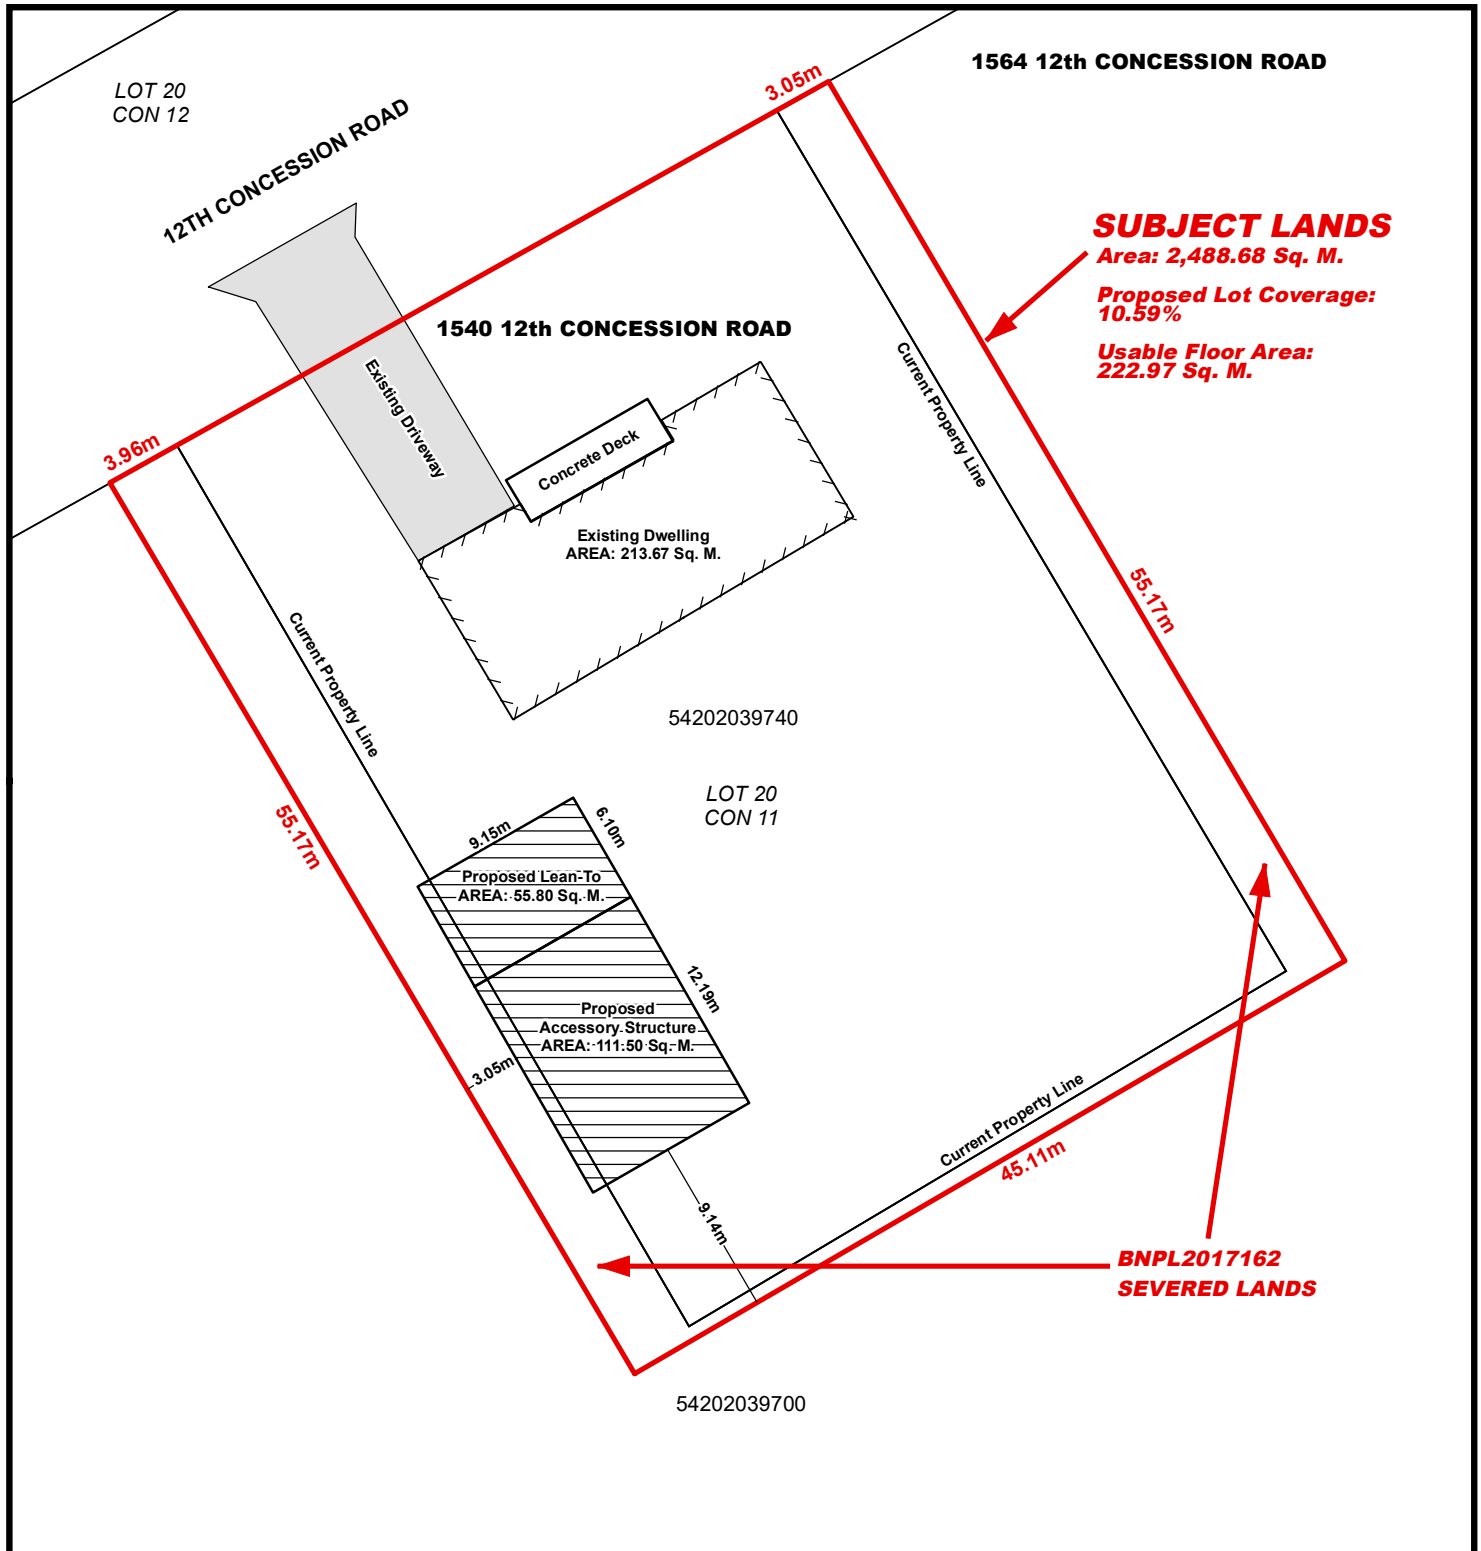 1564 12th CONCESSION ROAD
3.05m
LOT 20
CON 12
12TH CONCESSION ROAD
SUBJECT LANDS
Area: 2,488.68 Sq. M.
Proposed Lot Coverage:
10.59%
Usable Floor Area:
222.97 Sq. M.
1540 12th CONCESSION ROAD
Existing Driveway
Current Property Line
Concrete Deck
3.96m
Existing Dwelling
AREA: 213.67 Sq. M.
55.17m
Current Property Line
54202039740
LOT 20
CON 11
55.17m
9.15m
6.10m
Proposed Lean-To
AREA: 55.80 Sq. M.
12.19m
Proposed
Accessory Structure
AREA: 111.50 Sq. M.
3.05m
Current Property Line
45.11m
9.14m
BNPL2017162
SEVERED LANDS
54202039700